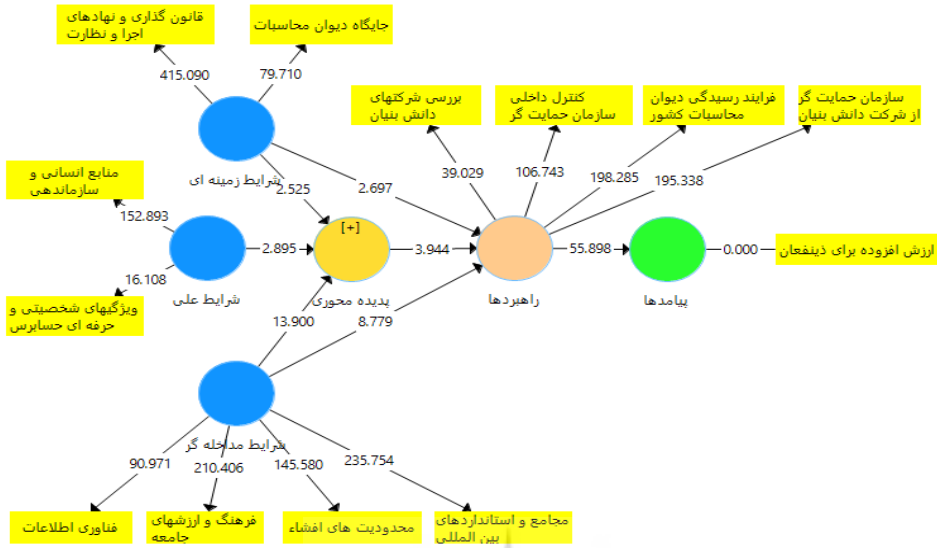 قانون گذاری و نهادهای
اجرا و نظارت
جایگاه دیوان محاسبات
415.090
79.710
بررسی شرکتهای
دانش بنیان
کنترل داخلی
سازمان حمایت گر
فرایند رسیدگی دیوان
محاسبات کشور
سازمان حمایت گر
از شرکت دانش بنیان
39.029
106.743
198.285
195.338
منابع انسانی و
سازماندهی
شرایط زمینه ای
2.525
2.697
152.893
[+]
2.895
3.944
55.898
0.000
ارزش افزوده برای ذینفعان
16.108
شرایط علی
پدیده محوری
راهبردها
پیامدها
ویژگیهای شخصیتی و
حرفه ای حسابرس
13.900
8.779
شرایط مداخله گر
90.971
210.406
145.580
235.754
فناوری اطلاعات
فرهنگ و ارزشهای
جامعه
محدودیت های افشاء
مجامع و استانداردهای
بین المللی